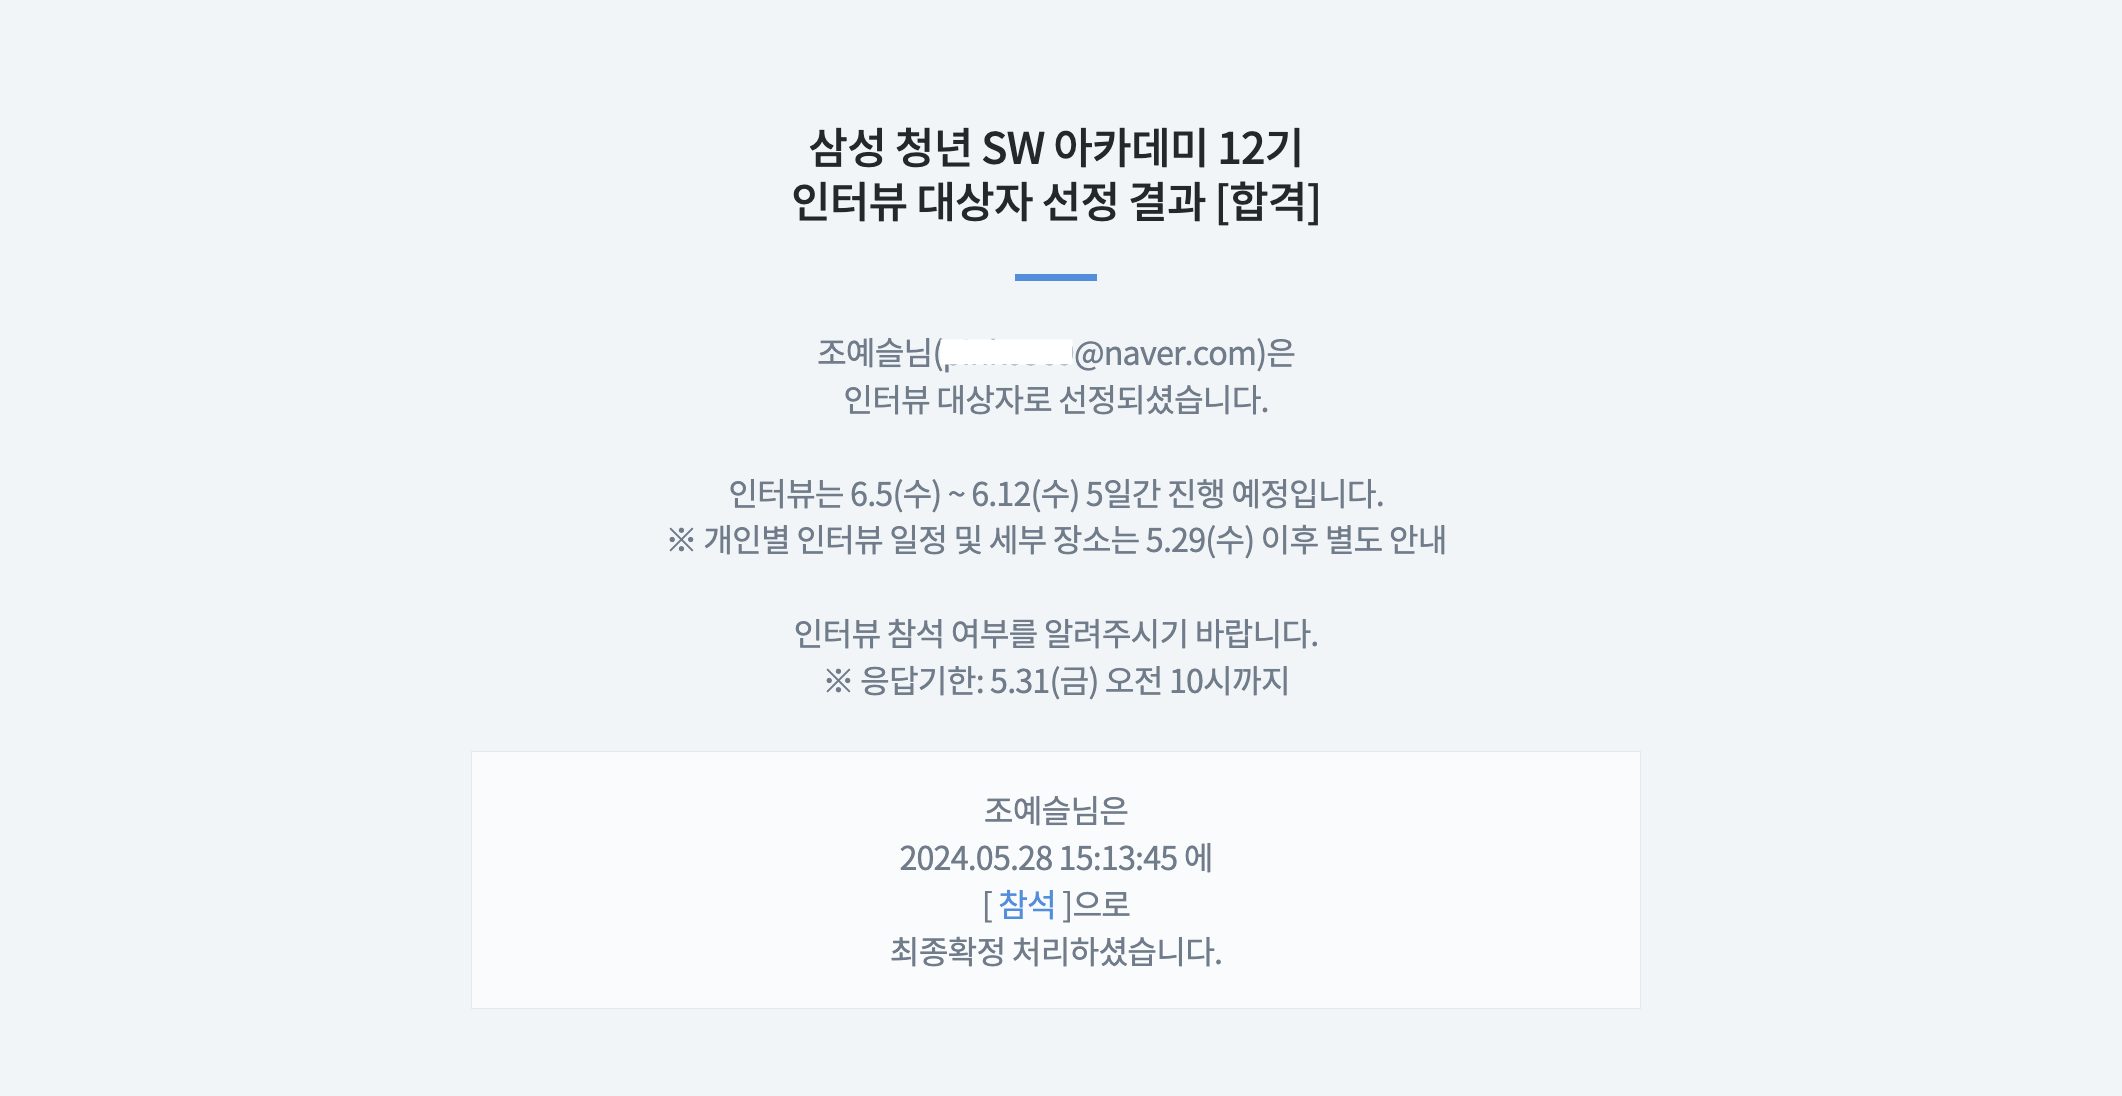 삼성 청년 SW 아카데미 12기
인터뷰 대상자 선정 결과 [합격]
조예슬님(@naver.com)은
인터뷰 대상자로 선정되셨습니다.
인터뷰는 6.5(수) ~ 6.12(수) 5일간 진행 예정입니다.
※ 개인별 인터뷰 일정 및 세부 장소는 5.29(수) 이후 별도 안내
인터뷰 참석 여부를 알려주시기 바랍니다.
※ 응답기한: 5.31(금) 오전 10시까지
조예슬님은
2024.05.28 15:13:45 에
[ 참석 ]으로
최종확정 처리하셨습니다.